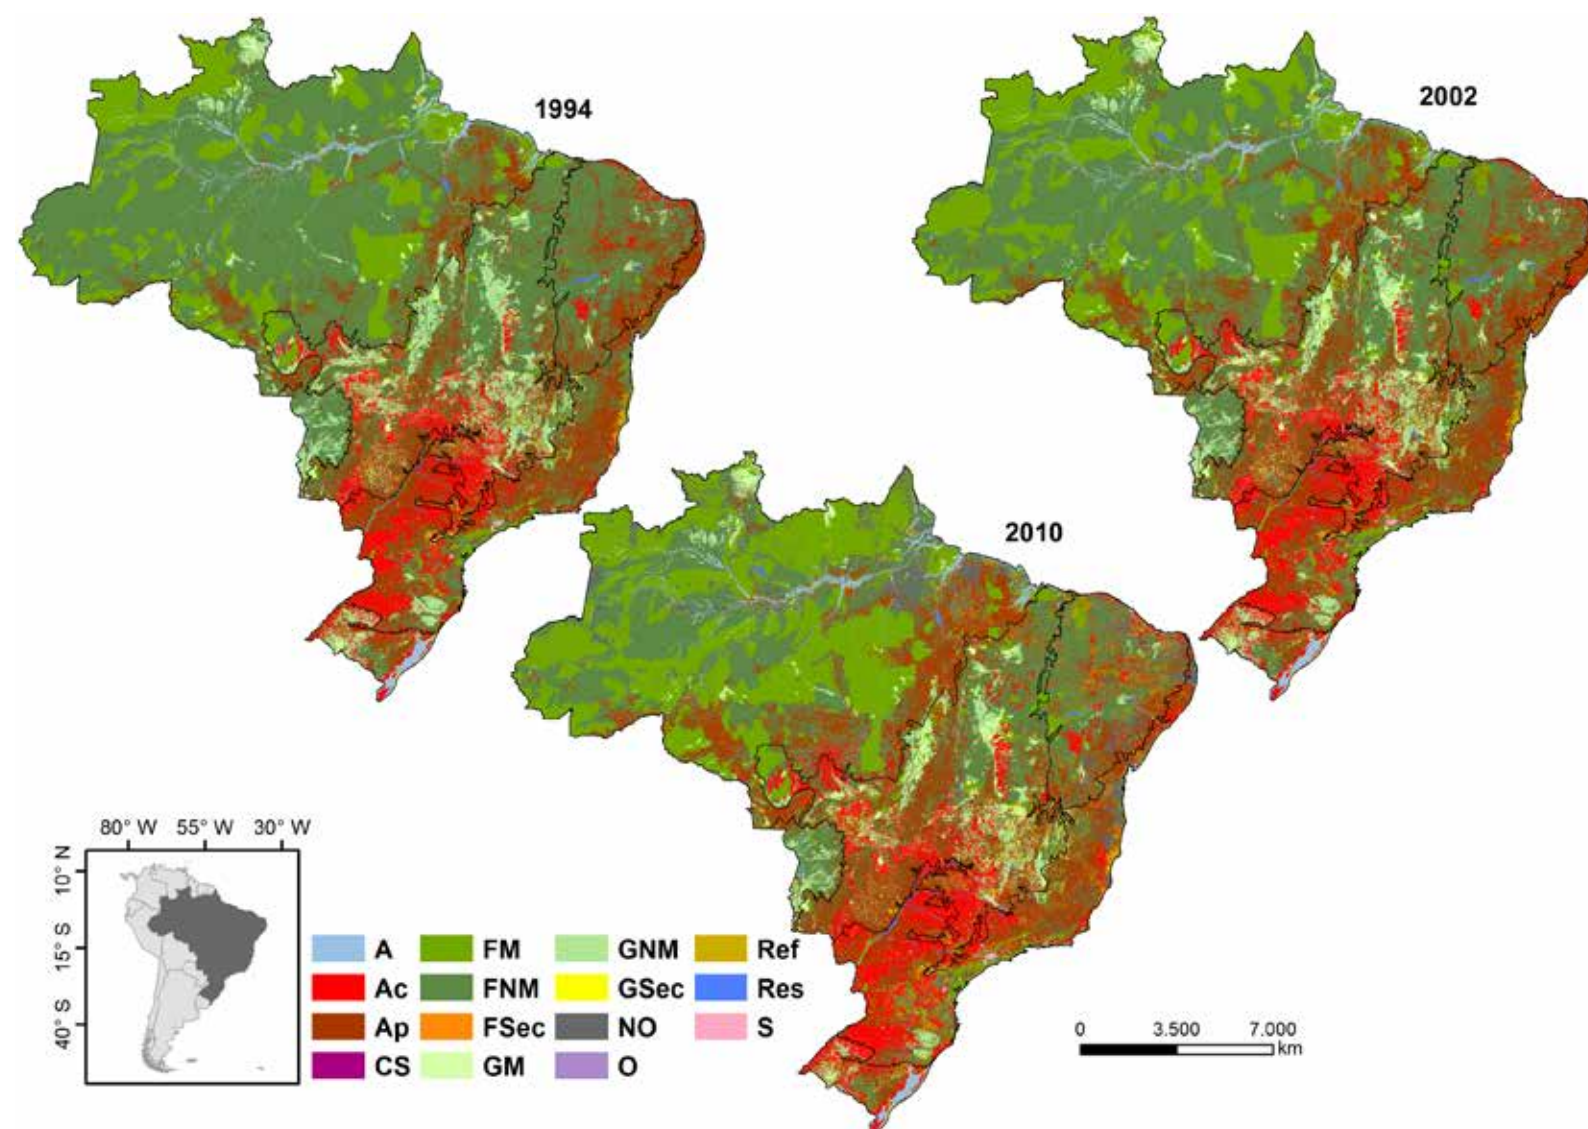 1994
2002
2010
80° W 55° W 30° W
10° N
15° S
40° S
A FM GNM Ref
Ac FNM GSec Res
Ap FSec NO S
CS GM O
0 3.500 7.000
km